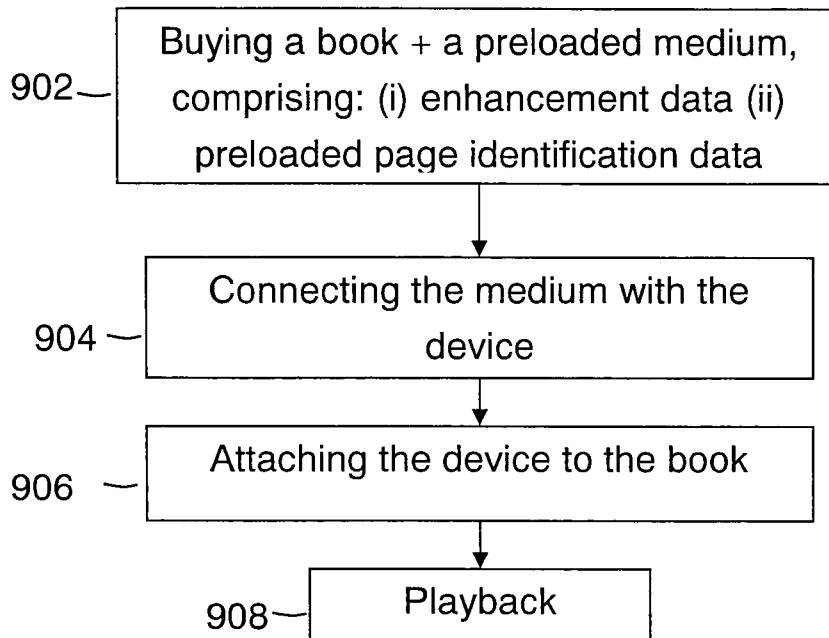 Buying a book + a preloaded medium,
902 comprising: (i) enhancement data (ii)
preloaded page identification data
Connecting the medium with the
904 device
Attaching the device to the book
906
Playback
908